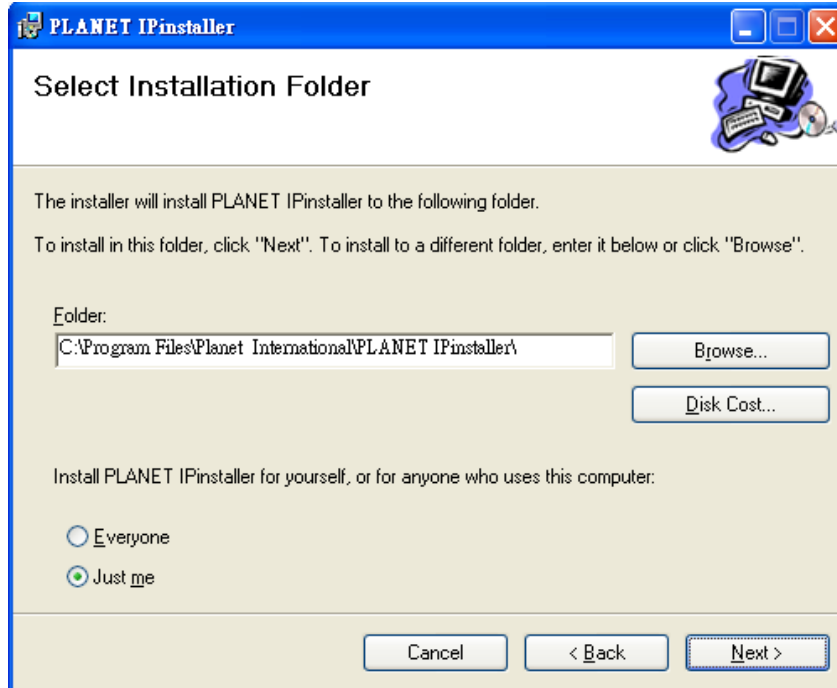 PLANET IPinstaller
Select Installation Folder
The installer will install PLANET IPinstaller to the following folder.
To install in this folder, click "Next". To install to a different folder, enter it below or click "Browse".
Folder:
C:\Program Files\Planet  International\PLANET IPinstaller\
Browse...
Disk Cost...
Install PLANET IPinstaller for yourself, or for anyone who uses this computer:
Everyone
Just me
Cancel
< Back
Next >